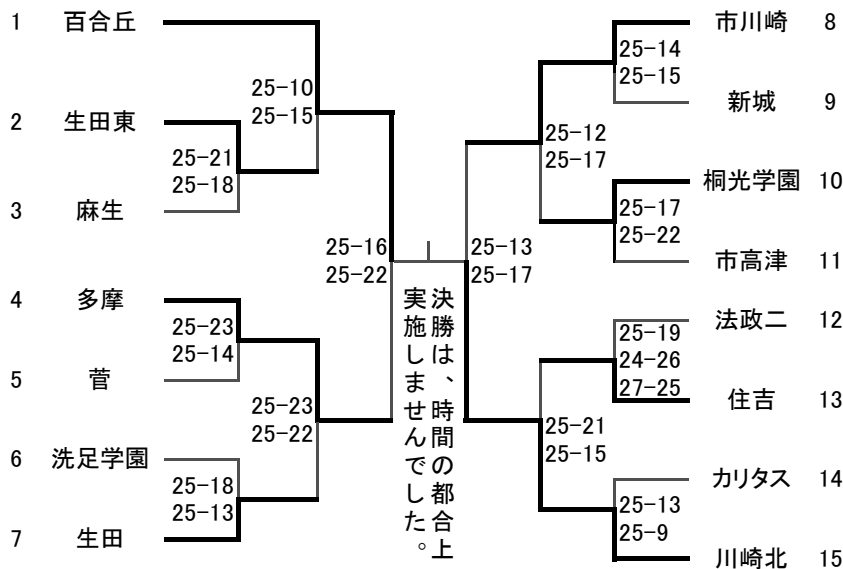 1 百合丘
25-10
25-15
2 生田東
25-21
25-18
3 麻生
25-16
25-22
4 多摩
25-23
25-14
5 菅
25-23
25-22
6 洗足学園
25-18
25-13
7 生田
決勝は、時間の都合上
実施しませんでした。
市川崎 8
25-14
25-15
新城 9
25-12
25-17
桐光学園 10
25-17
25-22
市高津 11
25-13
25-17
法政二 12
25-19
24-26
27-25
住吉 13
25-21
25-15
カリタス 14
25-13
25-9
川崎北 15